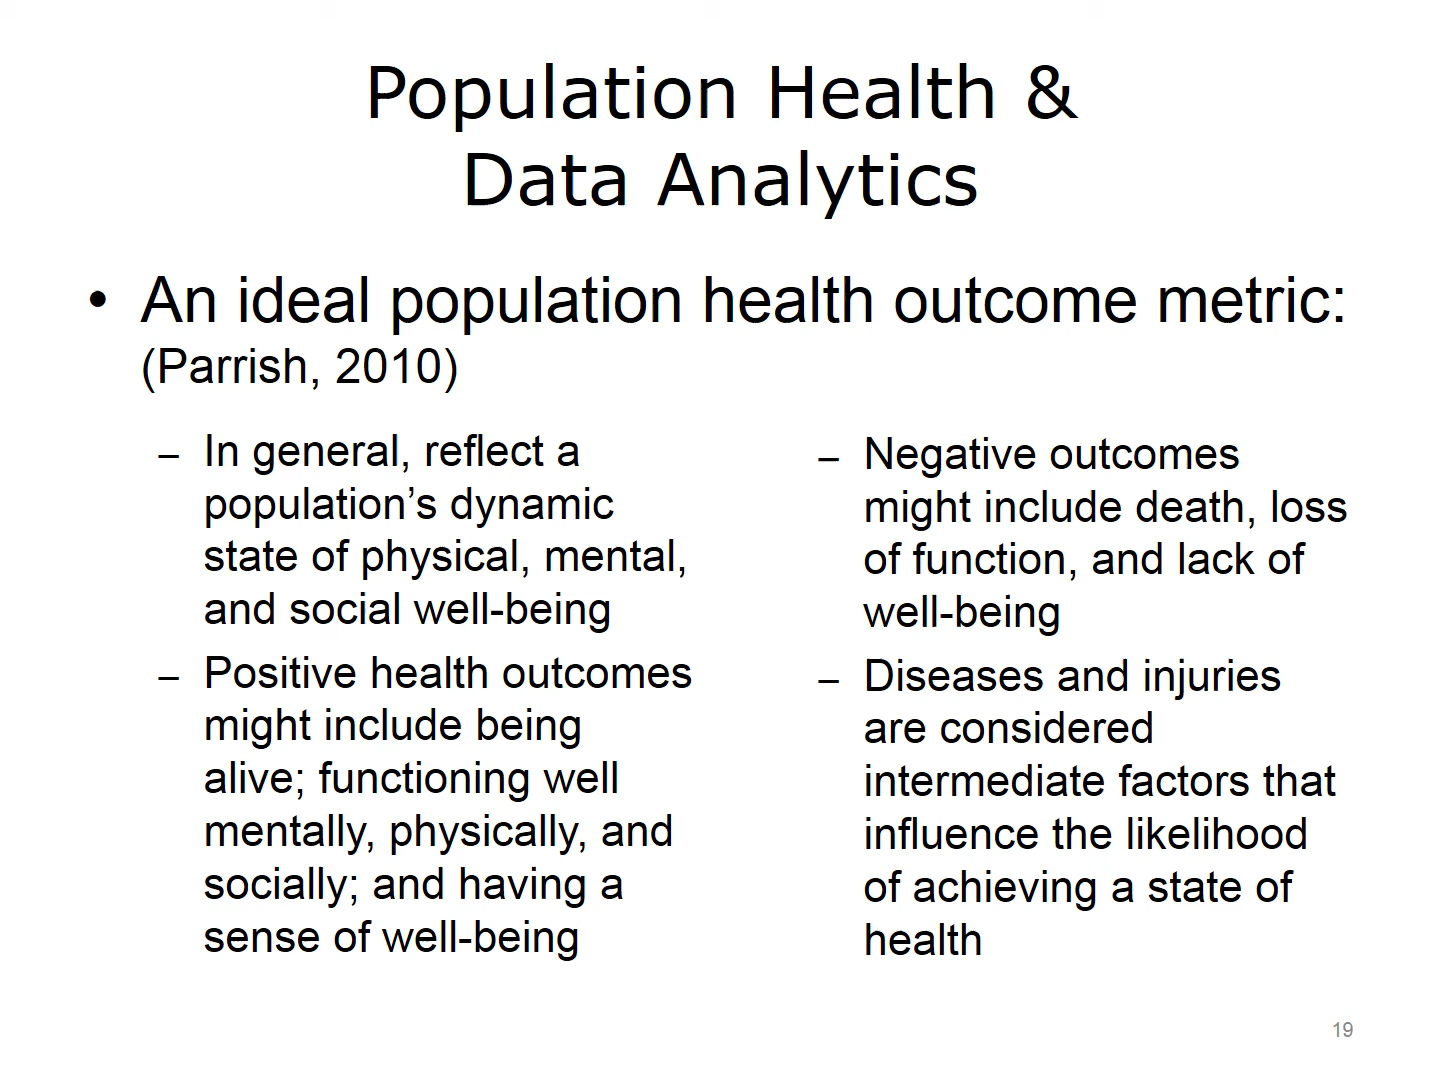 Population Health &
Data Analytics
• An ideal population health outcome metric:
(Parrish, 2010)
– In general, reflect a
population’s dynamic
state of physical, mental,
and social well-being
– Positive health outcomes
might include being
alive; functioning well
mentally, physically, and
socially; and having a
sense of well-being
– Negative outcomes
might include death, loss
of function, and lack of
well-being
– Diseases and injuries
are considered
intermediate factors that
influence the likelihood
of achieving a state of
health
19